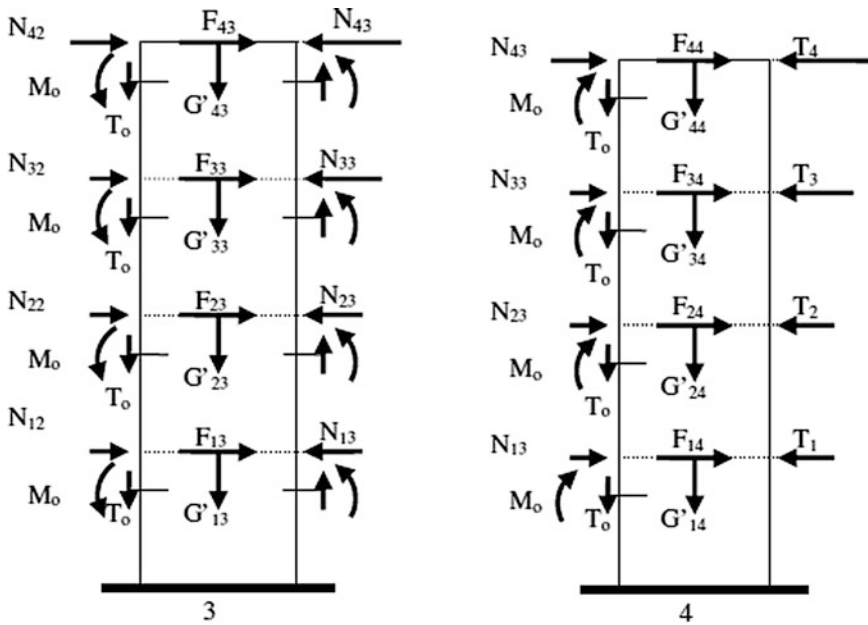 N₄₂ F₄₃ N₄₃
Mₒ Tₒ G'₄₃
N₃₂ F₃₃ N₃₃
Mₒ Tₒ G'₃₃
N₂₂ F₂₃ N₂₃
Mₒ Tₒ G'₂₃
N₁₂ F₁₃ N₁₃
Mₒ Tₒ G'₁₃
3
N₄₃ F₄₄ T₄
Mₒ Tₒ G'₄₄
N₃₃ F₃₄ T₃
Mₒ Tₒ G'₃₄
N₂₃ F₂₄ T₂
Mₒ Tₒ G'₂₄
N₁₃ F₁₄ T₁
Mₒ Tₒ G'₁₄
4